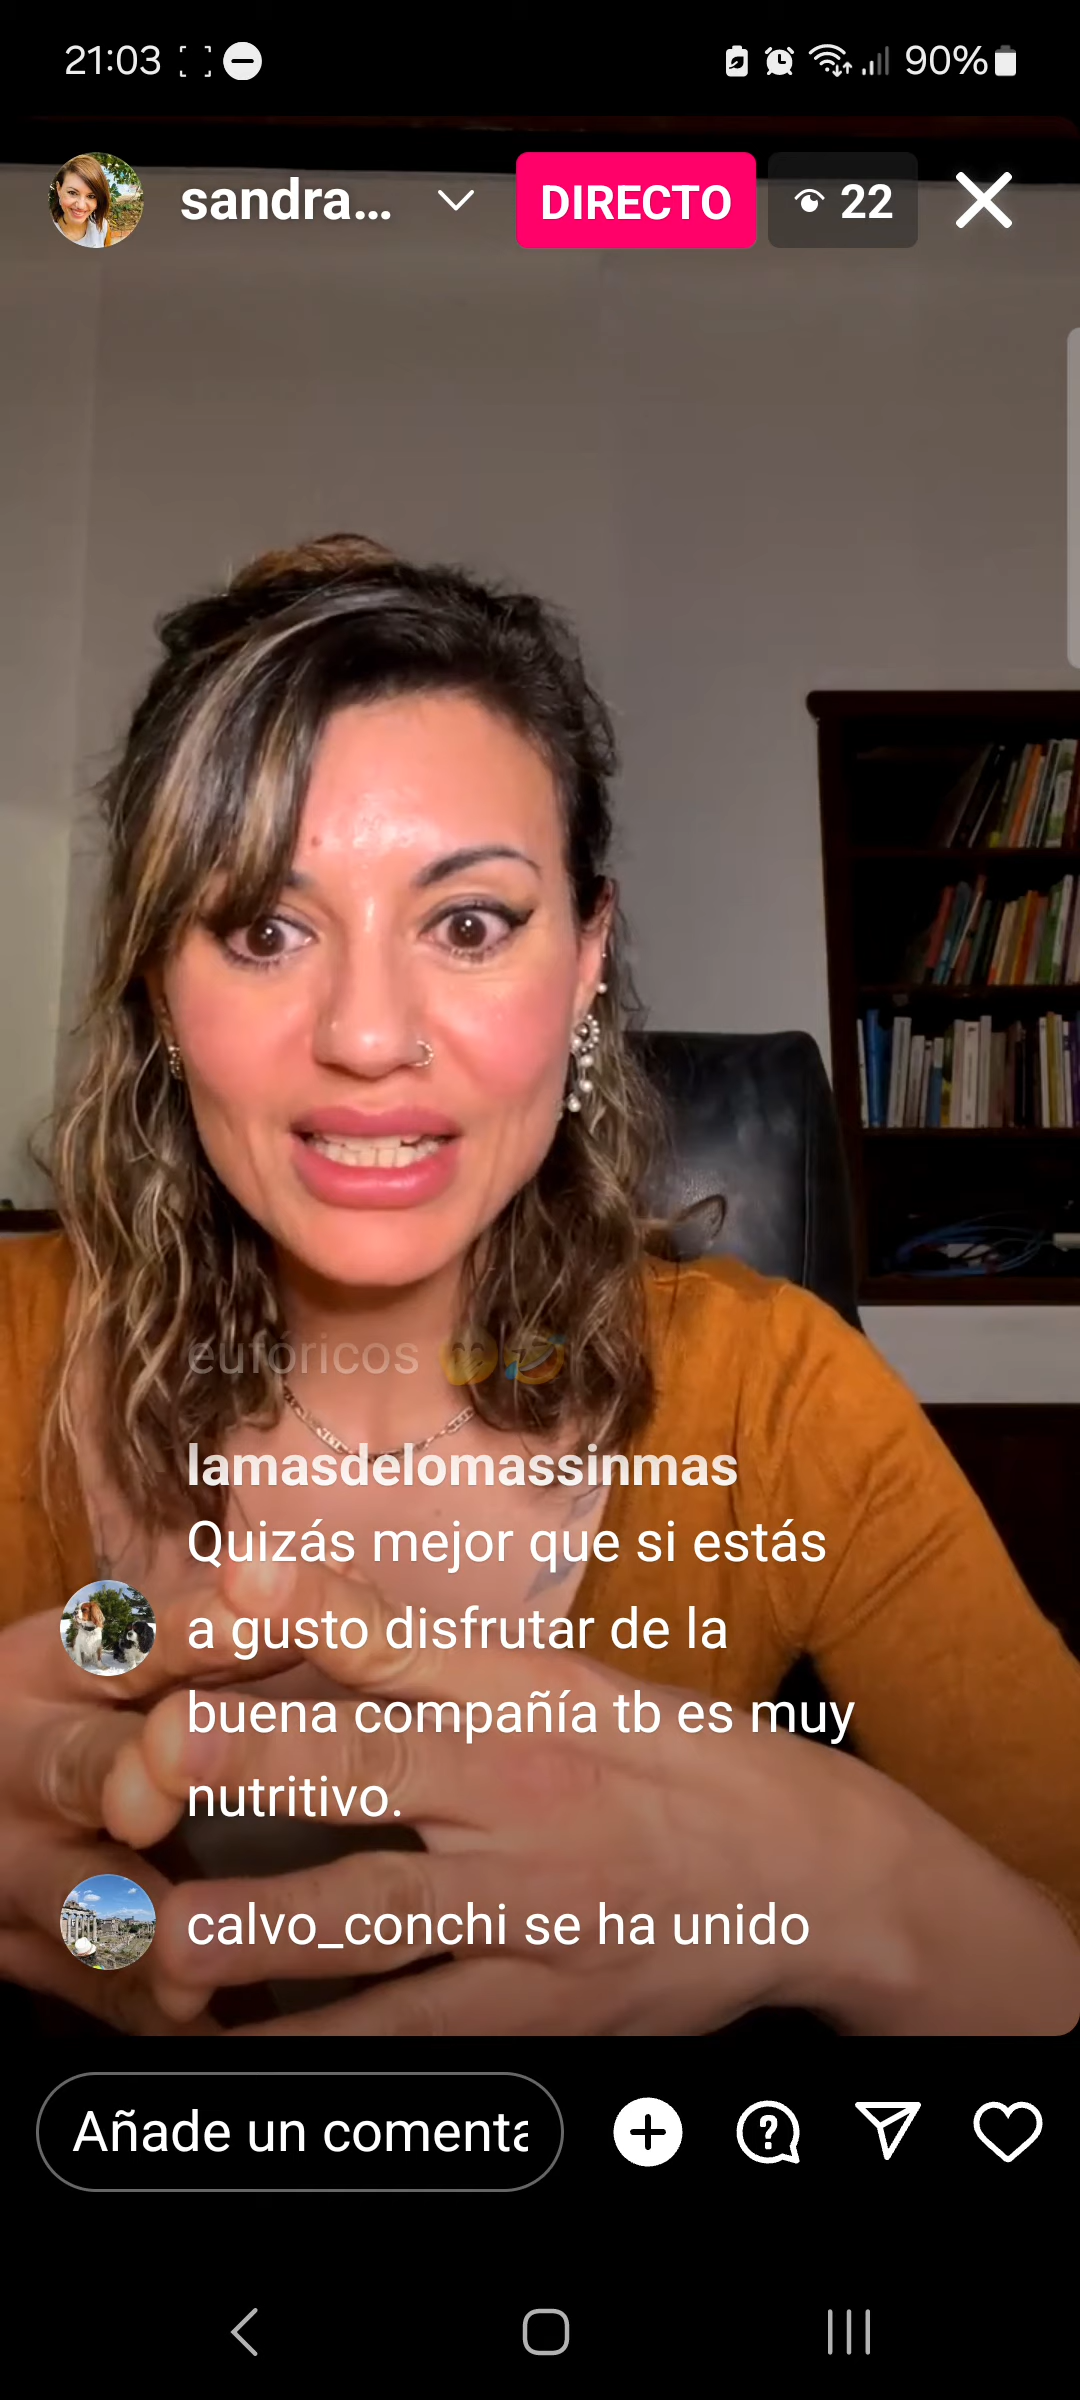 21:03
90%
sandra...
DIRECTO
22
eufóricos 🤭🤣
lamasdelomassinmas
Quizás mejor que si estás
a gusto disfrutar de la
buena compañía tb es muy
nutritivo.
calvo_conchi se ha unido
Añade un comenta